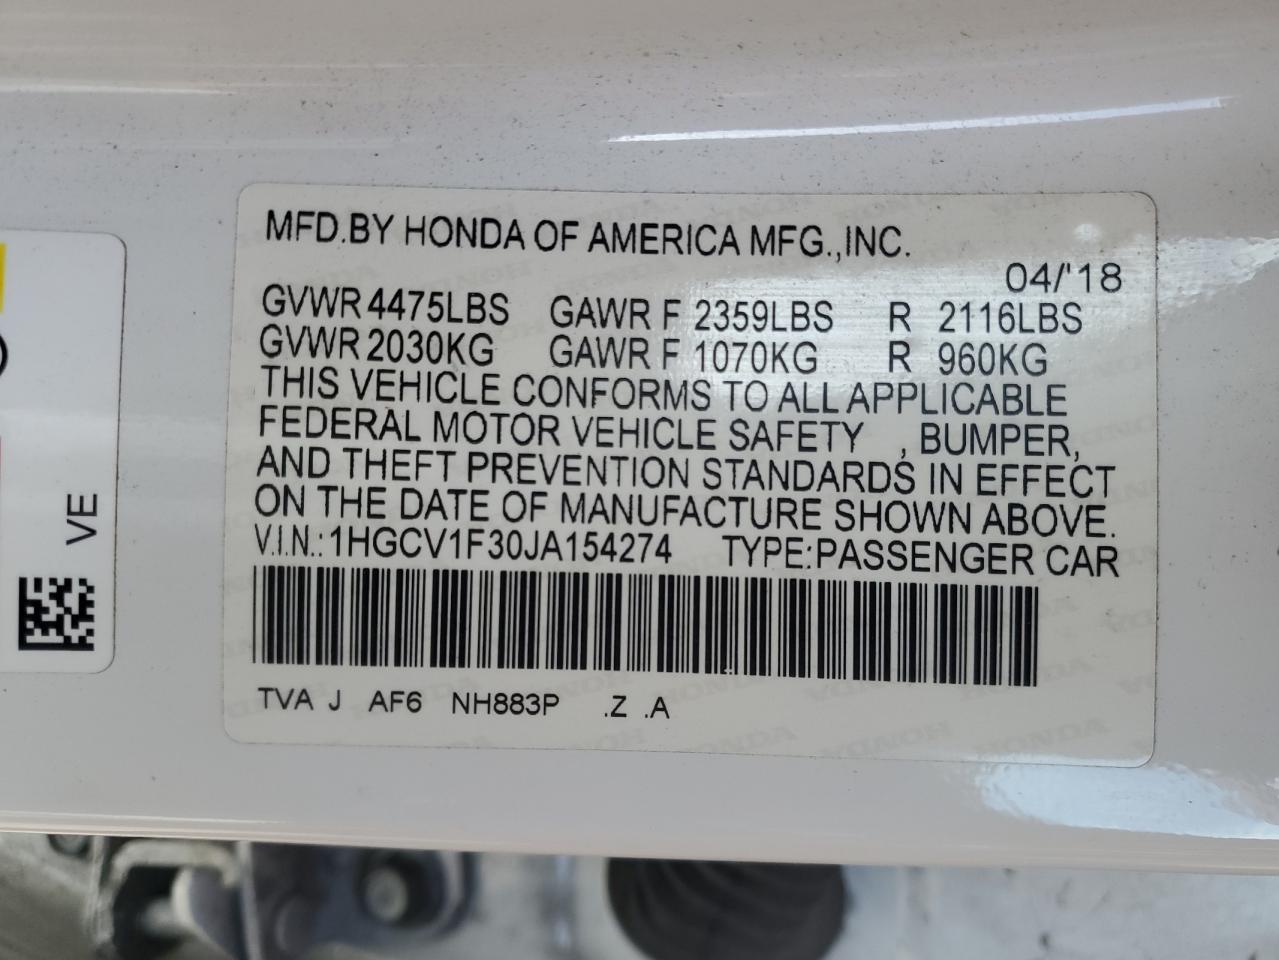 MFD.BY HONDA OF AMERICA MFG.,INC.
04/'18
GVWR 4475LBS GAWR F 2359LBS R 2116LBS
GVWR 2030KG GAWR F 1070KG R 960KG
THIS VEHICLE CONFORMS TO ALL APPLICABLE
FEDERAL MOTOR VEHICLE SAFETY , BUMPER,
AND THEFT PREVENTION STANDARDS IN EFFECT
ON THE DATE OF MANUFACTURE SHOWN ABOVE.
V.I.N.: 1HGCV1F30JA154274 TYPE:PASSENGER CAR
TVA J AF6 NH883P .Z .A
VE